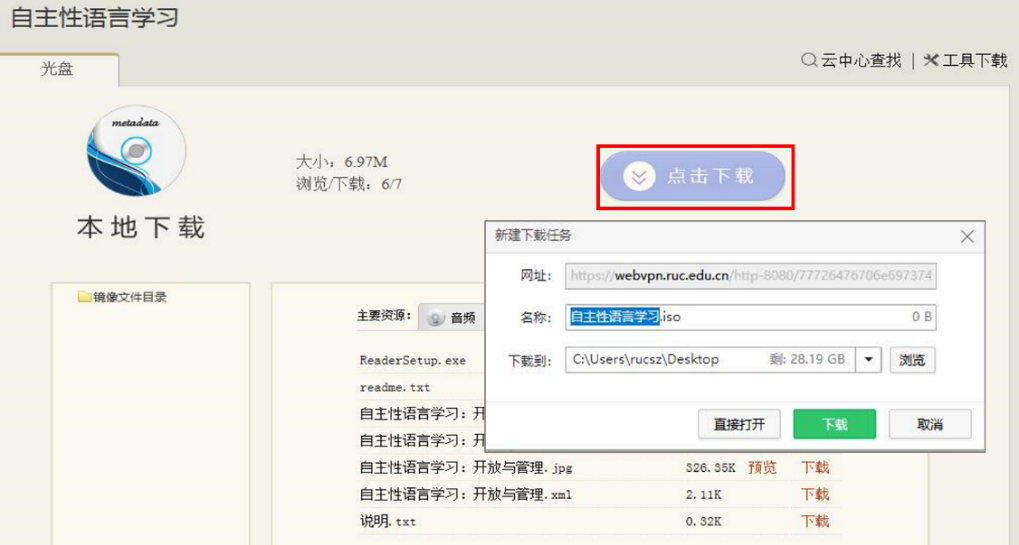 自主性语言学习
光盘
云中心查找 | 工具下载
metadata
大小：6.97M
浏览/下载：6/7
点击下载
本地下载
新建下载任务
网址： https://webvpn.ruc.edu.cn/http-8080/77726476706e697374
名称： 自主性语言学习.iso 0 B
下载到： C:\Users\rucsz\Desktop 剩: 28.19 GB 浏览
直接打开 下载 取消
镜像文件目录
主要资源： 音频
ReaderSetup.exe
readme.txt
自主性语言学习：开
自主性语言学习：开
自主性语言学习：开放与管理.jpg 326.35K 预览 下载
自主性语言学习：开放与管理.xml 2.11K 下载
说明.txt 0.32K 下载